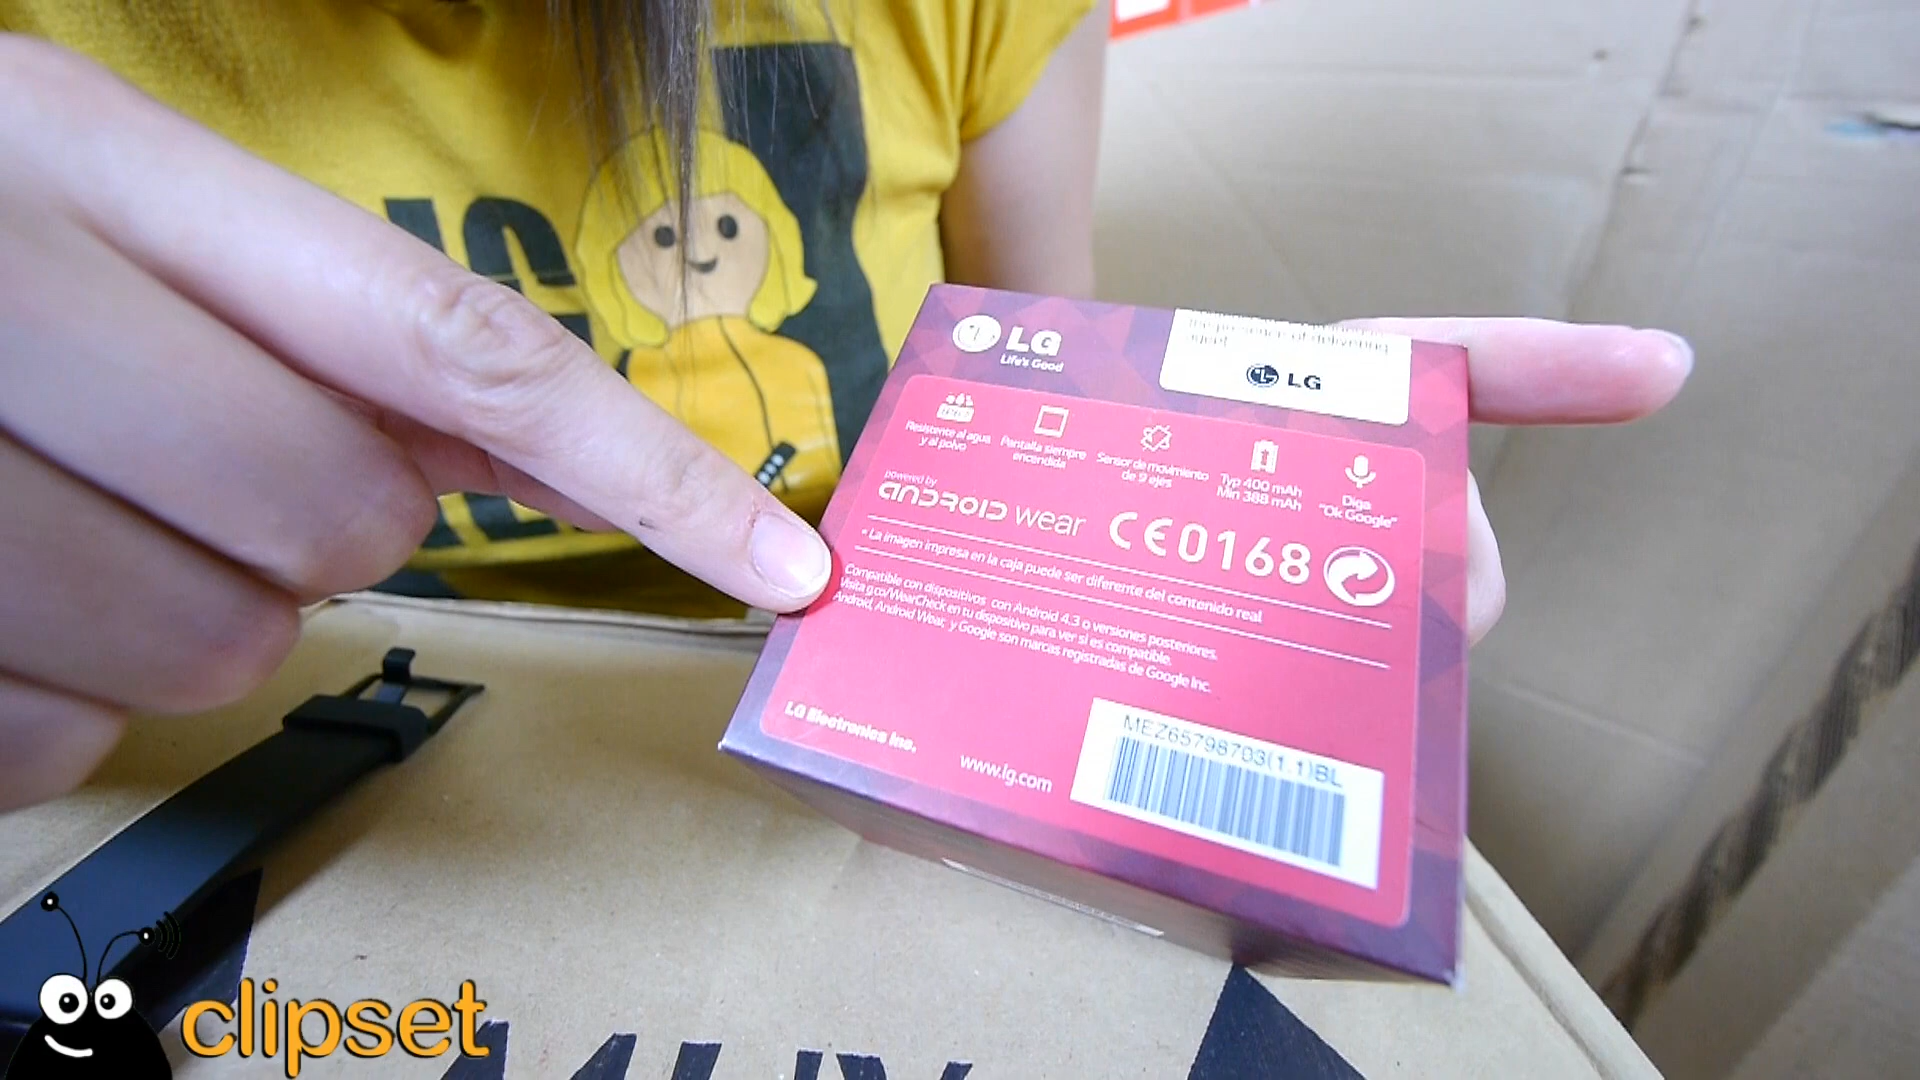 LG
Life's Good
the presence of delivering
LG
Resistente al agua
y al polvo
Pantalla siempre
encendida
Sensor de movimiento
de 9 ejes
Typ 400 mAh
Min 388 mAh
Diga
"Ok Google"
powered by
ANDROID wear
CE0168
* La imagen impresa en la caja puede ser diferente del contenido real
Compatible con dispositivos con Android 4.3 o versiones posteriores.
Visita g.co/WearCheck en tu dispositivo para ver si es compatible.
Android, Android Wear, y Google son marcas registradas de Google Inc.
LG Electronics Inc.
www.lg.com
MEZ65798703(1.1)BL
clipset